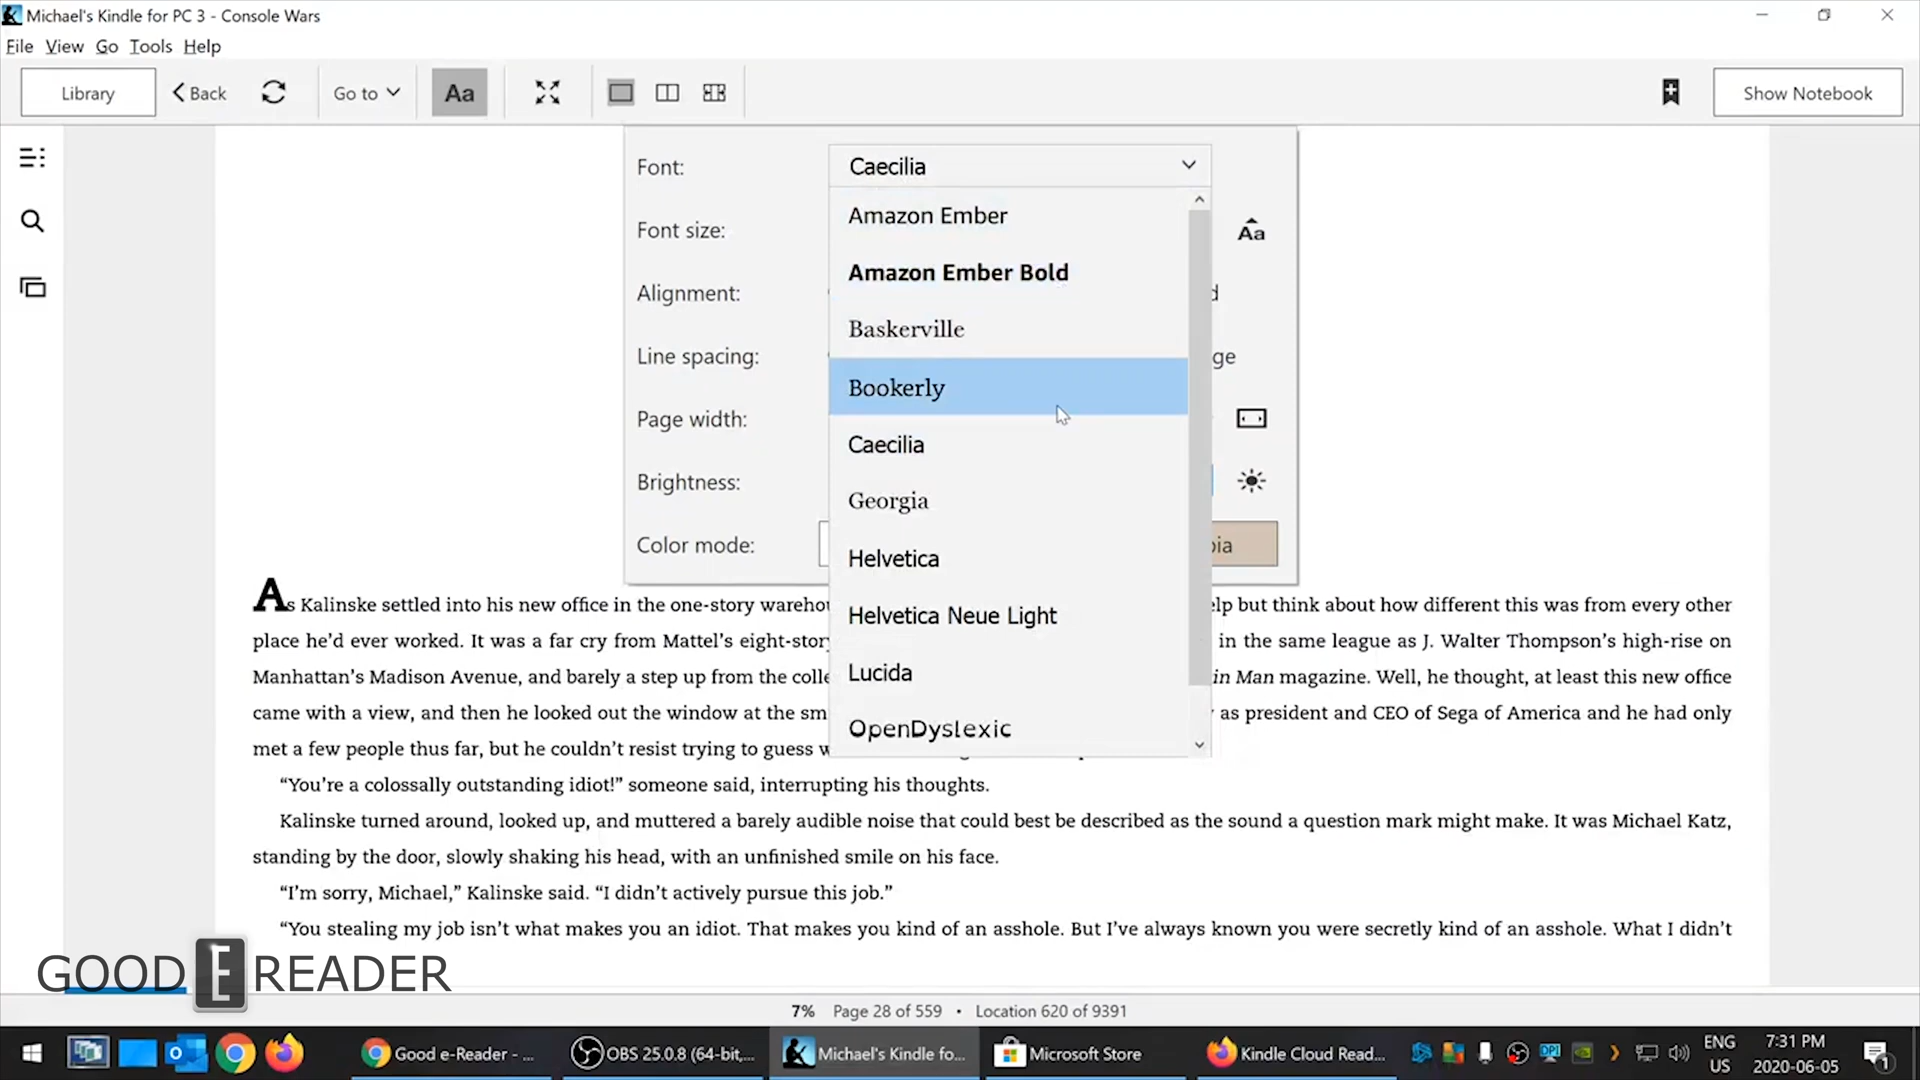 Michael's Kindle for PC 3 - Console Wars
File View Go Tools Help
Library Back Go to Aa Show Notebook
Font: Caecilia
Amazon Ember
Font size: Aa
Amazon Ember Bold
Alignment: d
Baskerville
Line spacing: ge
Bookerly
Page width:
Caecilia
Brightness:
Georgia
Color mode: pia
Helvetica
Helvetica Neue Light
Lucida
OpenDyslexic
As Kalinske settled into his new office in the one-story warehou elp but think about how different this was from every other
place he’d ever worked. It was a far cry from Mattel’s eight-story in the same league as J. Walter Thompson’s high-rise on
Manhattan’s Madison Avenue, and barely a step up from the colle in Man magazine. Well, he thought, at least this new office
came with a view, and then he looked out the window at the sm as president and CEO of Sega of America and he had only
met a few people thus far, but he couldn’t resist trying to guess
“You’re a colossally outstanding idiot!” someone said, interrupting his thoughts.
Kalinske turned around, looked up, and muttered a barely audible noise that could best be described as the sound a question mark might make. It was Michael Katz,
standing by the door, slowly shaking his head, with an unfinished smile on his face.
“I’m sorry, Michael,” Kalinske said. “I didn’t actively pursue this job.”
“You stealing my job isn’t what makes you an idiot. That makes you kind of an asshole. But I’ve always known you were secretly kind of an asshole. What I didn’t
GOOD E READER
7% Page 28 of 559 • Location 620 of 9391
Good e-Reader - ... OBS 25.0.8 (64-bit,... Michael's Kindle fo... Microsoft Store Kindle Cloud Read... DPI ENG 7:31 PM
US 2020-06-05 1